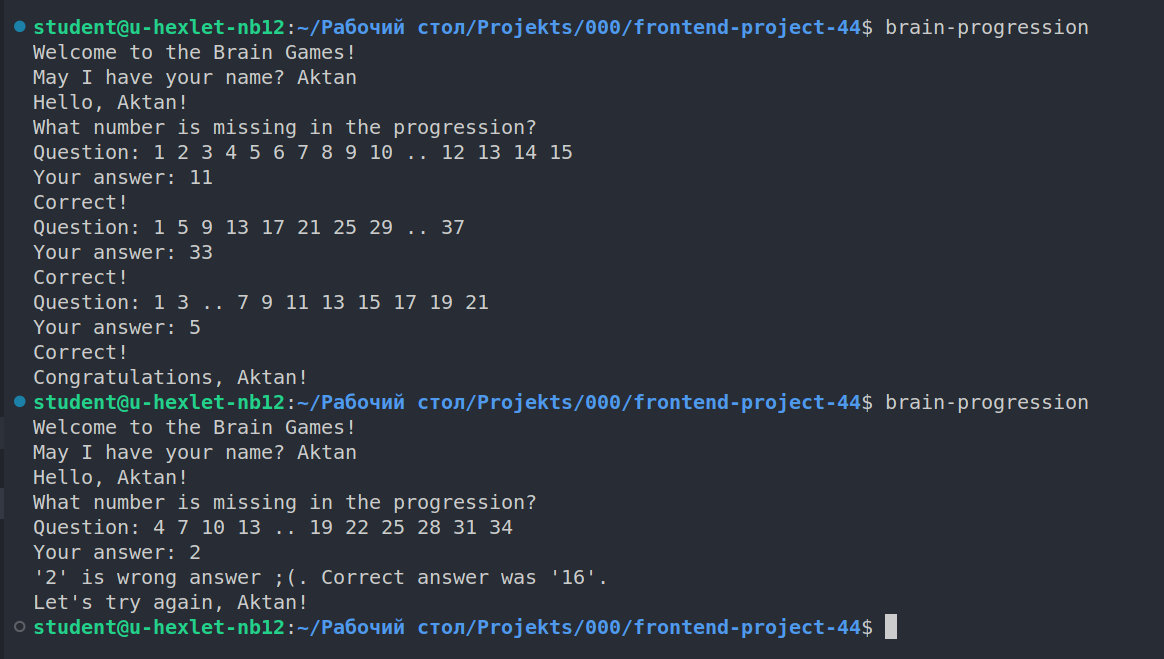 student@u-hexlet-nb12:~/Рабочий стол/Projekts/000/frontend-project-44$ brain-progression
Welcome to the Brain Games!
May I have your name? Aktan
Hello, Aktan!
What number is missing in the progression?
Question: 1 2 3 4 5 6 7 8 9 10 .. 12 13 14 15
Your answer: 11
Correct!
Question: 1 5 9 13 17 21 25 29 .. 37
Your answer: 33
Correct!
Question: 1 3 .. 7 9 11 13 15 17 19 21
Your answer: 5
Correct!
Congratulations, Aktan!
student@u-hexlet-nb12:~/Рабочий стол/Projekts/000/frontend-project-44$ brain-progression
Welcome to the Brain Games!
May I have your name? Aktan
Hello, Aktan!
What number is missing in the progression?
Question: 4 7 10 13 .. 19 22 25 28 31 34
Your answer: 2
'2' is wrong answer ;(. Correct answer was '16'.
Let's try again, Aktan!
student@u-hexlet-nb12:~/Рабочий стол/Projekts/000/frontend-project-44$